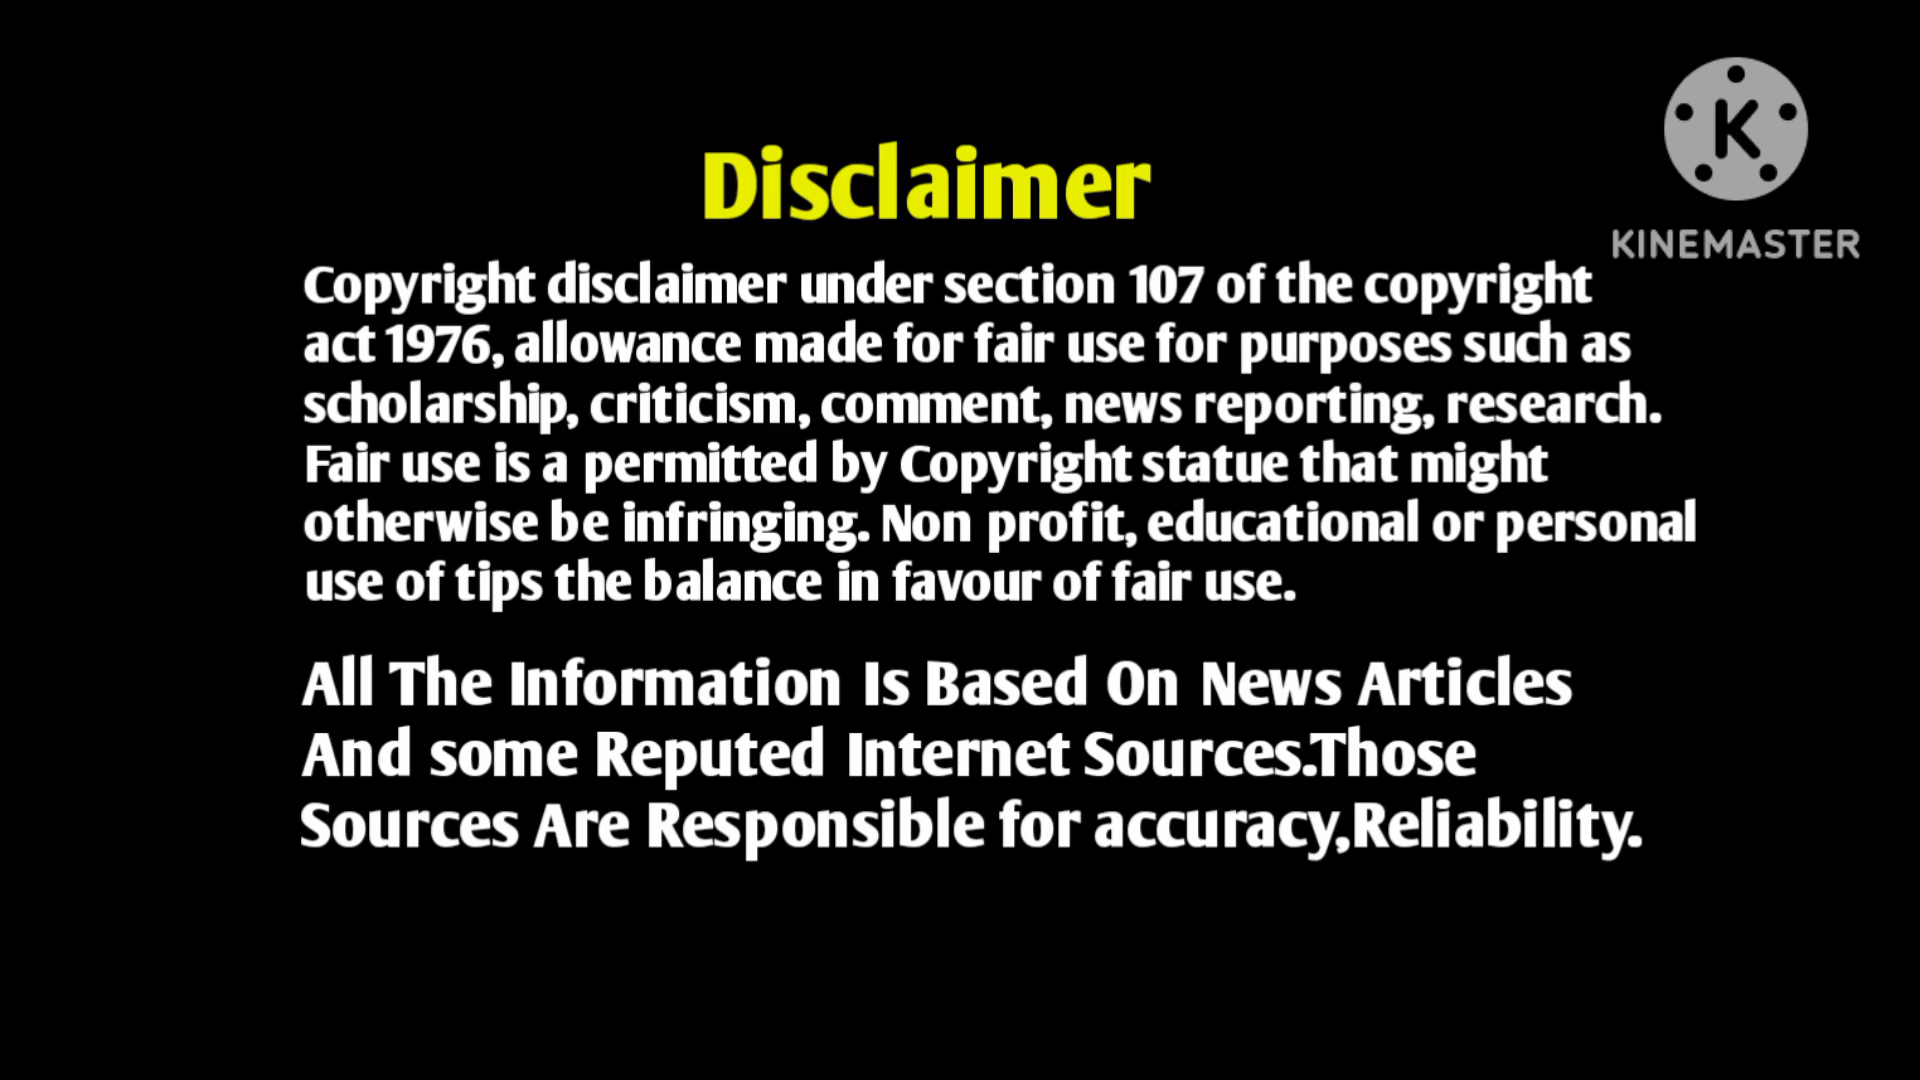 K
KINEMASTER
Disclaimer
Copyright disclaimer under section 107 of the copyright
act 1976, allowance made for fair use for purposes such as
scholarship, criticism, comment, news reporting, research.
Fair use is a permitted by Copyright statue that might
otherwise be infringing. Non profit, educational or personal
use of tips the balance in favour of fair use.
All The Information Is Based On News Articles
And some Reputed Internet Sources.Those
Sources Are Responsible for accuracy,Reliability.